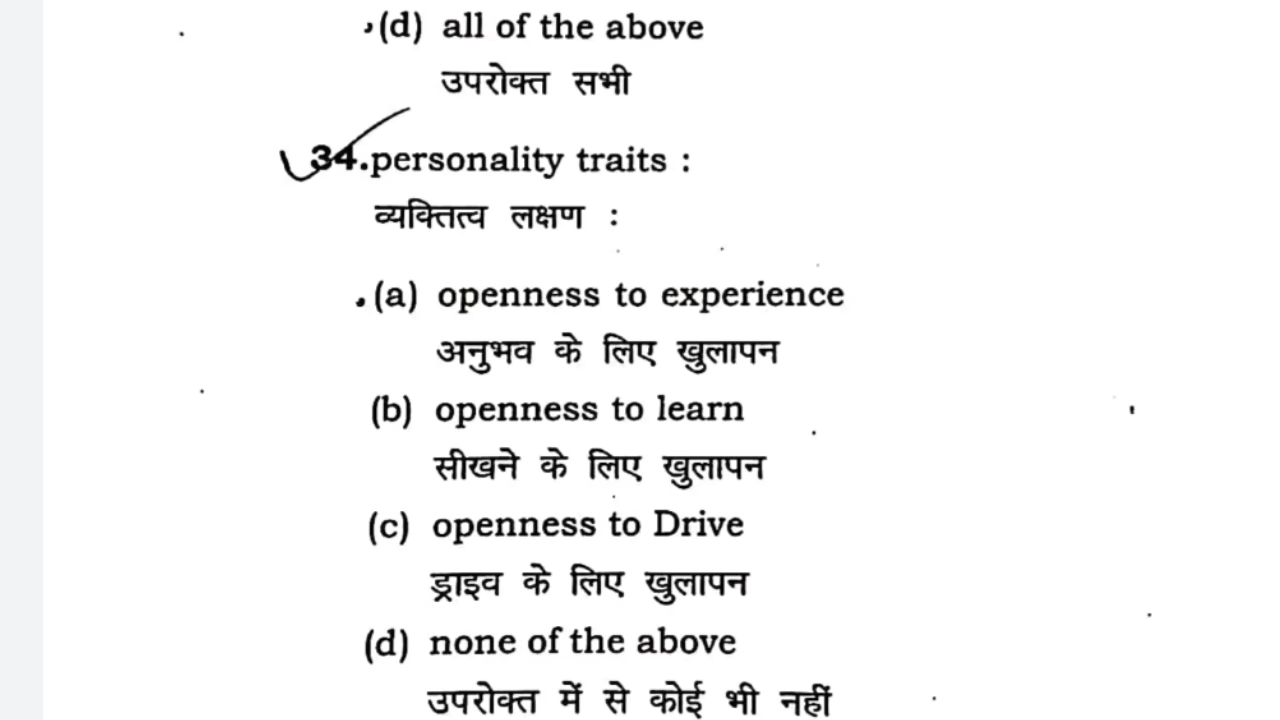 (d) all of the above
उपरोक्त सभी
34. personality traits :
व्यक्तित्व लक्षण :
(a) openness to experience
अनुभव के लिए खुलापन
(b) openness to learn
सीखने के लिए खुलापन
(c) openness to Drive
ड्राइव के लिए खुलापन
(d) none of the above
उपरोक्त में से कोई भी नहीं